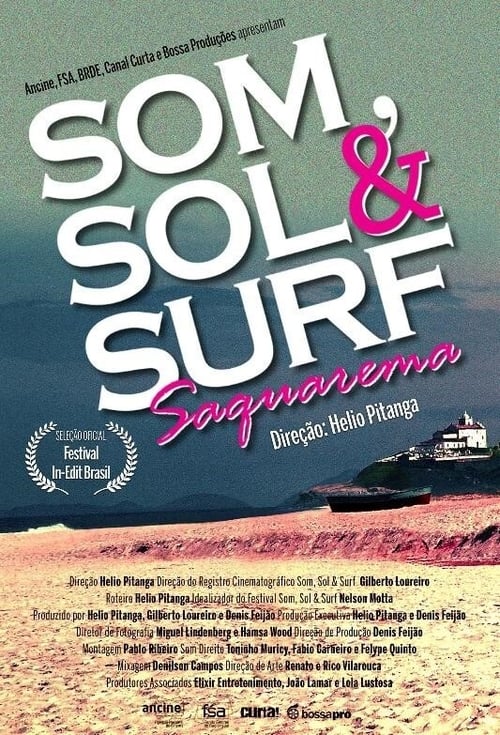 Ancine, FSA, BRDE, Canal Curta e Bossa Produções apresentam
SOM,
SOL &
SURF
Saquarema
Direção: Helio Pitanga
SELEÇÃO OFICIAL
Festival
In-Edit Brasil
Direção Helio Pitanga Direção do Registro Cinematográfico Som, Sol & Surf. Gilberto Loureiro
Roteiro Helio Pitanga Idealizador do Festival Som, Sol & Surf Nelson Motta
Produzido por Helio Pitanga, Gilberto Loureiro e Denis Feijão Produção Executiva Helio Pitanga e Denis Feijão
Diretor de Fotografia Miguel Lindenberg e Hamsa Wood Direção de Produção Denis Feijão
Montagem Pablo Ribeiro Som Direito Toninho Muricy, Fábio Carneiro e Felype Quinto
Mixagem Denilson Campos Direção de Arte Renato e Rico Vilarouca
Produtores Associados Elixir Entretenimento, João Lamar e Lola Lustosa
ancine fsa curta! bossapro